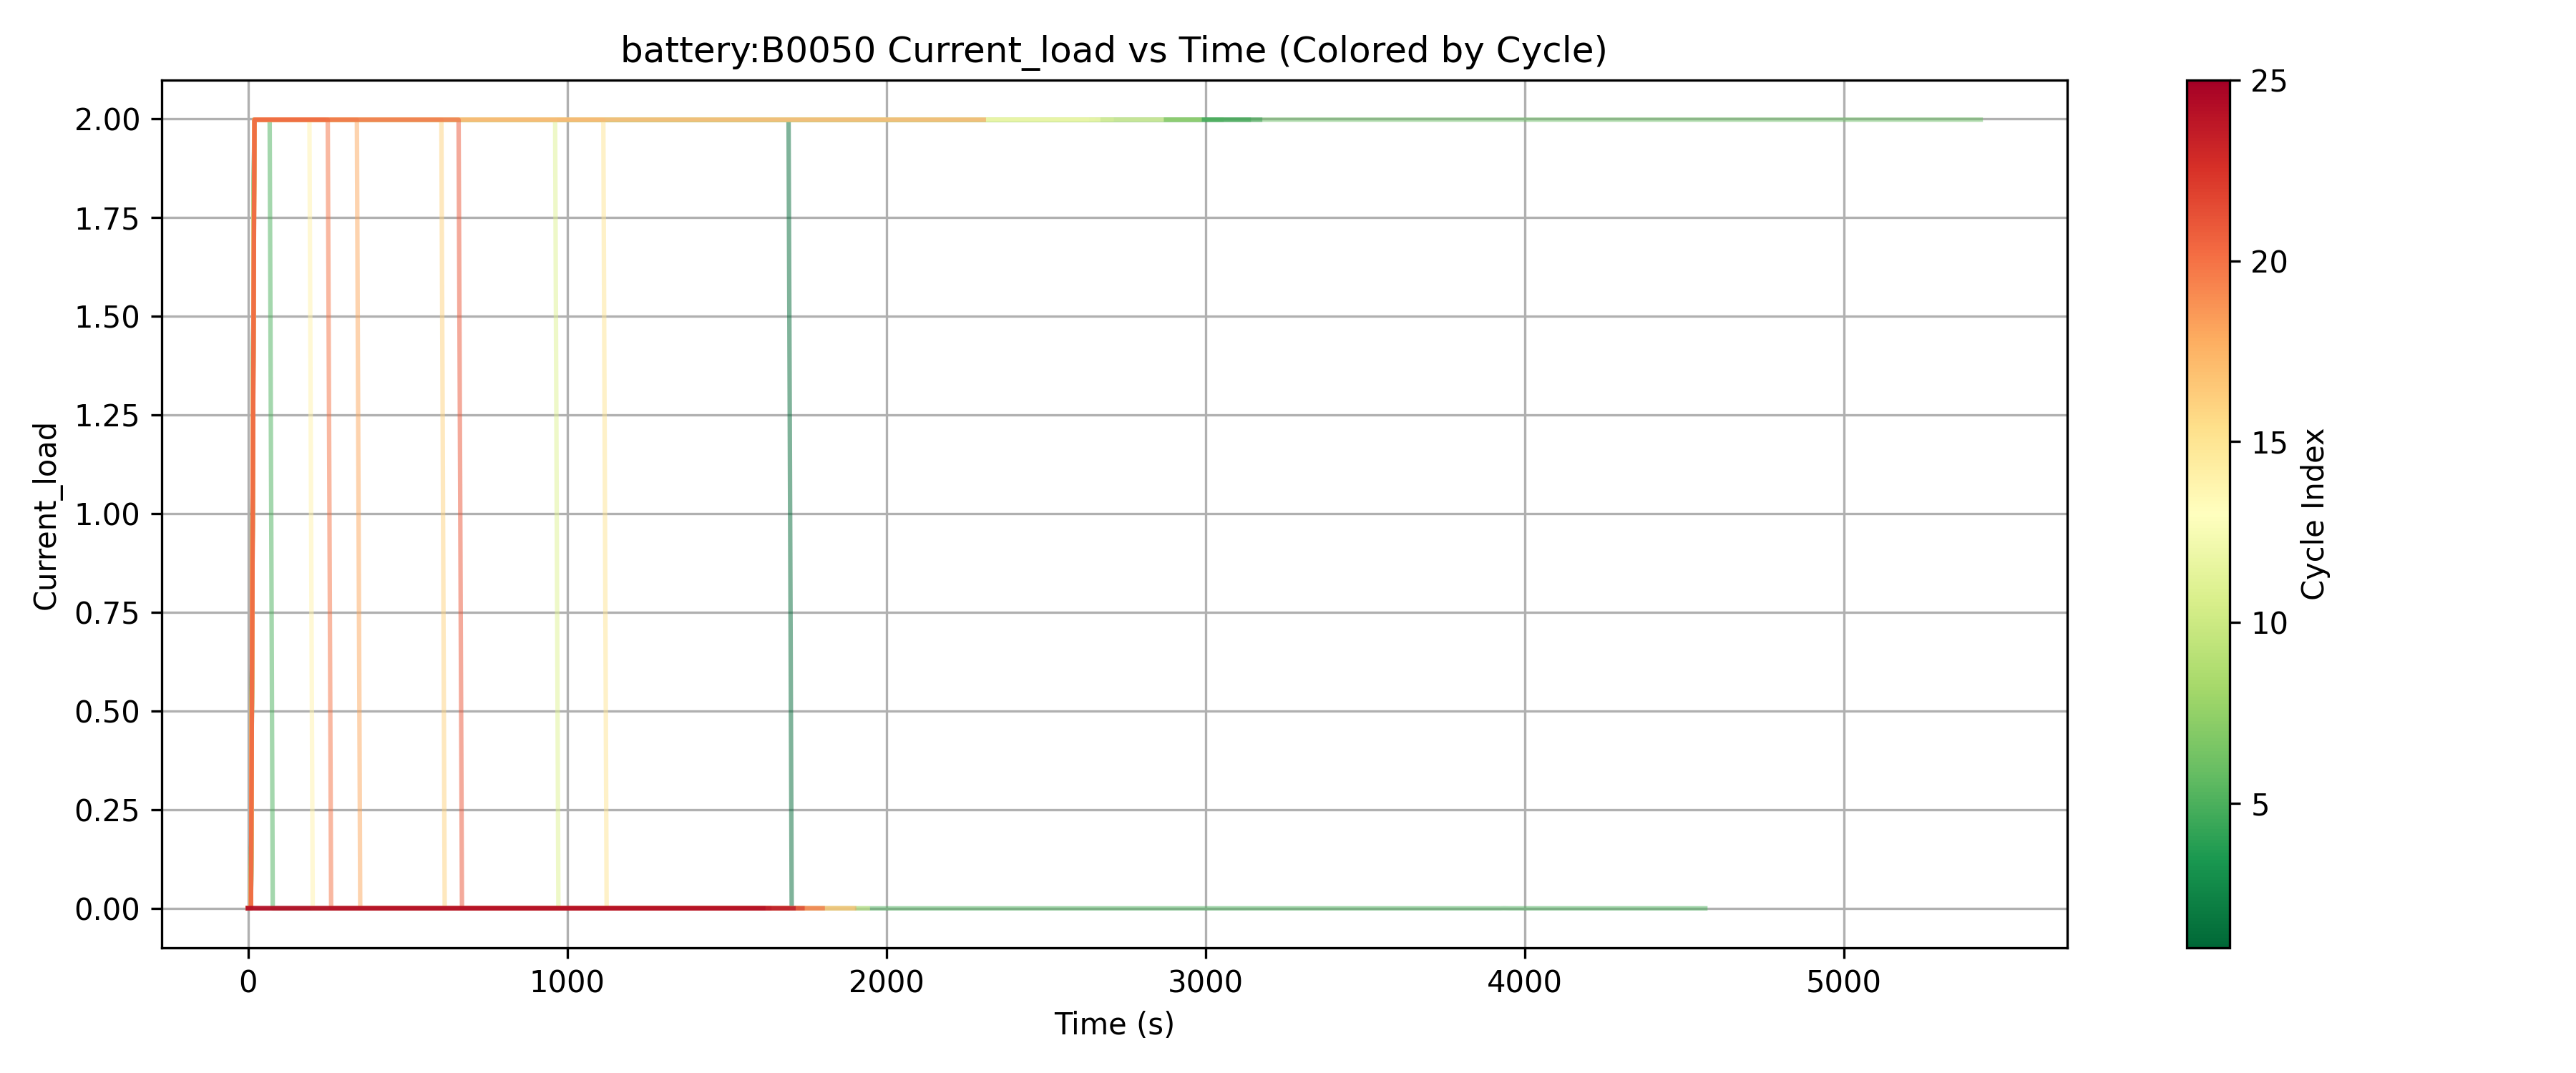 battery:B0050 Current_load vs Time (Colored by Cycle)
2.00
1.75
1.50
1.25
1.00
0.75
0.50
0.25
0.00
Current_load
0 1000 2000 3000 4000 5000
Time (s)
25
20
15
10
5
Cycle Index